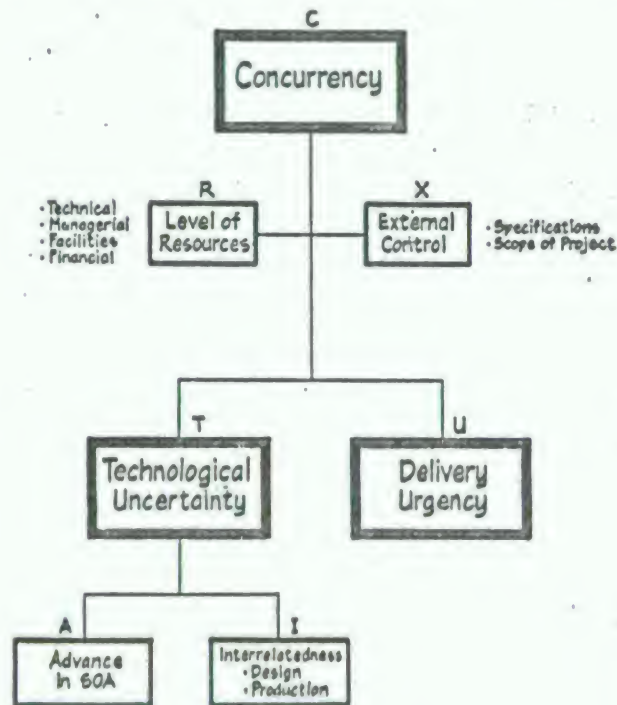 C
Concurrency
R
• Technical
• Managerial
• Facilities
• Financial
Level of
Resources
X
External
Control
• Specifications
• Scope of Project
T
Technological
Uncertainty
U
Delivery
Urgency
A
Advance
In SOA
I
Interrelatedness
• Design
• Production